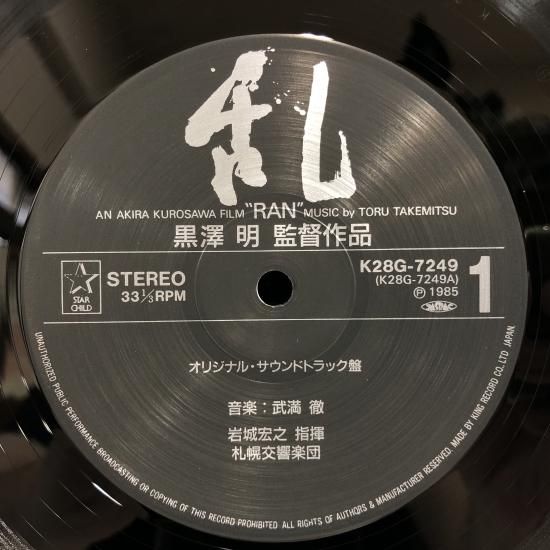 乱
AN AKIRA KUROSAWA FILM "RAN" MUSIC by TORU TAKEMITSU
黒澤 明 監督作品
STAR CHILD
STEREO
33 1/3 RPM
K28G-7249
(K28G-7249A)
Ⓟ 1985
1
オリジナル・サウンドトラック盤
音楽：武満 徹
岩城宏之 指揮
札幌交響楽団
UNAUTHORIZED PUBLIC PERFORMANCE BROADCASTING OR COPYING OF THIS RECORD PROHIBITED ALL RIGHTS OF AUTHORS & MANUFACTURER RESERVED. MADE BY KING RECORD CO., LTD JAPAN.